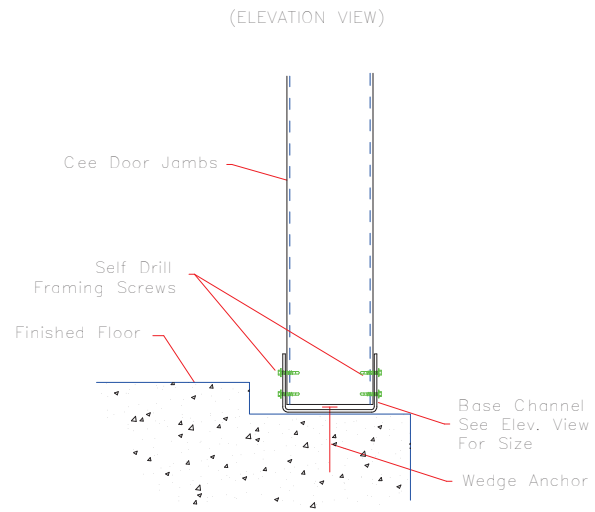 (ELEVATION VIEW)
Cee Door Jambs
Self Drill
Framing Screws
Finished Floor
Base Channel
See Elev. View
For Size
Wedge Anchor